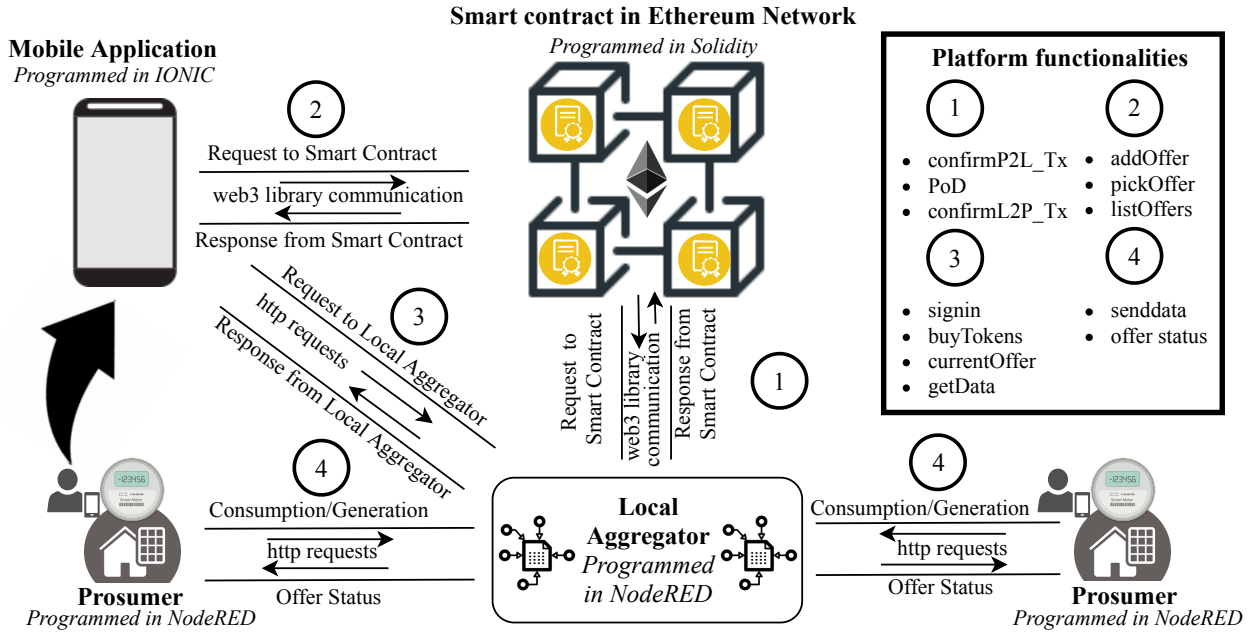 Smart contract in Ethereum Network
Programmed in Solidity
Mobile Application
Programmed in IONIC
2
Request to Smart Contract
web3 library communication
Response from Smart Contract
Request to Local Aggregator
http requests
Response from Local Aggregator
3
Request to
Smart Contract
web3 library
communication
Response from
Smart Contract
1
Platform functionalities
1
• confirmP2L_Tx
• PoD
• confirmL2P_Tx
2
• addOffer
• pickOffer
• listOffers
3
• signin
• buyTokens
• currentOffer
• getData
4
• senddata
• offer status
-123456
Smart-Meter
Prosumer
Programmed in NodeRED
4
Consumption/Generation
http requests
Offer Status
Local
Aggregator
Programmed
in NodeRED
4
Consumption/Generation
http requests
Offer Status
-123456
Smart-Meter
Prosumer
Programmed in NodeRED